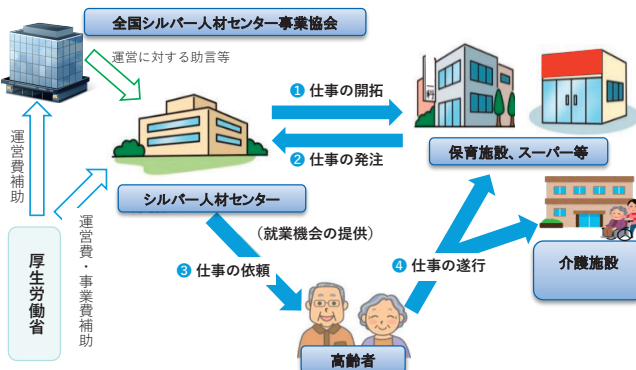 全国シルバー人材センター事業協会
運営に対する助言等
❶ 仕事の開拓
❷ 仕事の発注
保育施設、スーパー等
運営費補助
シルバー人材センター
運営費・事業費補助
(就業機会の提供)
介護施設
厚生労働省
❸ 仕事の依頼
❹ 仕事の遂行
高齢者